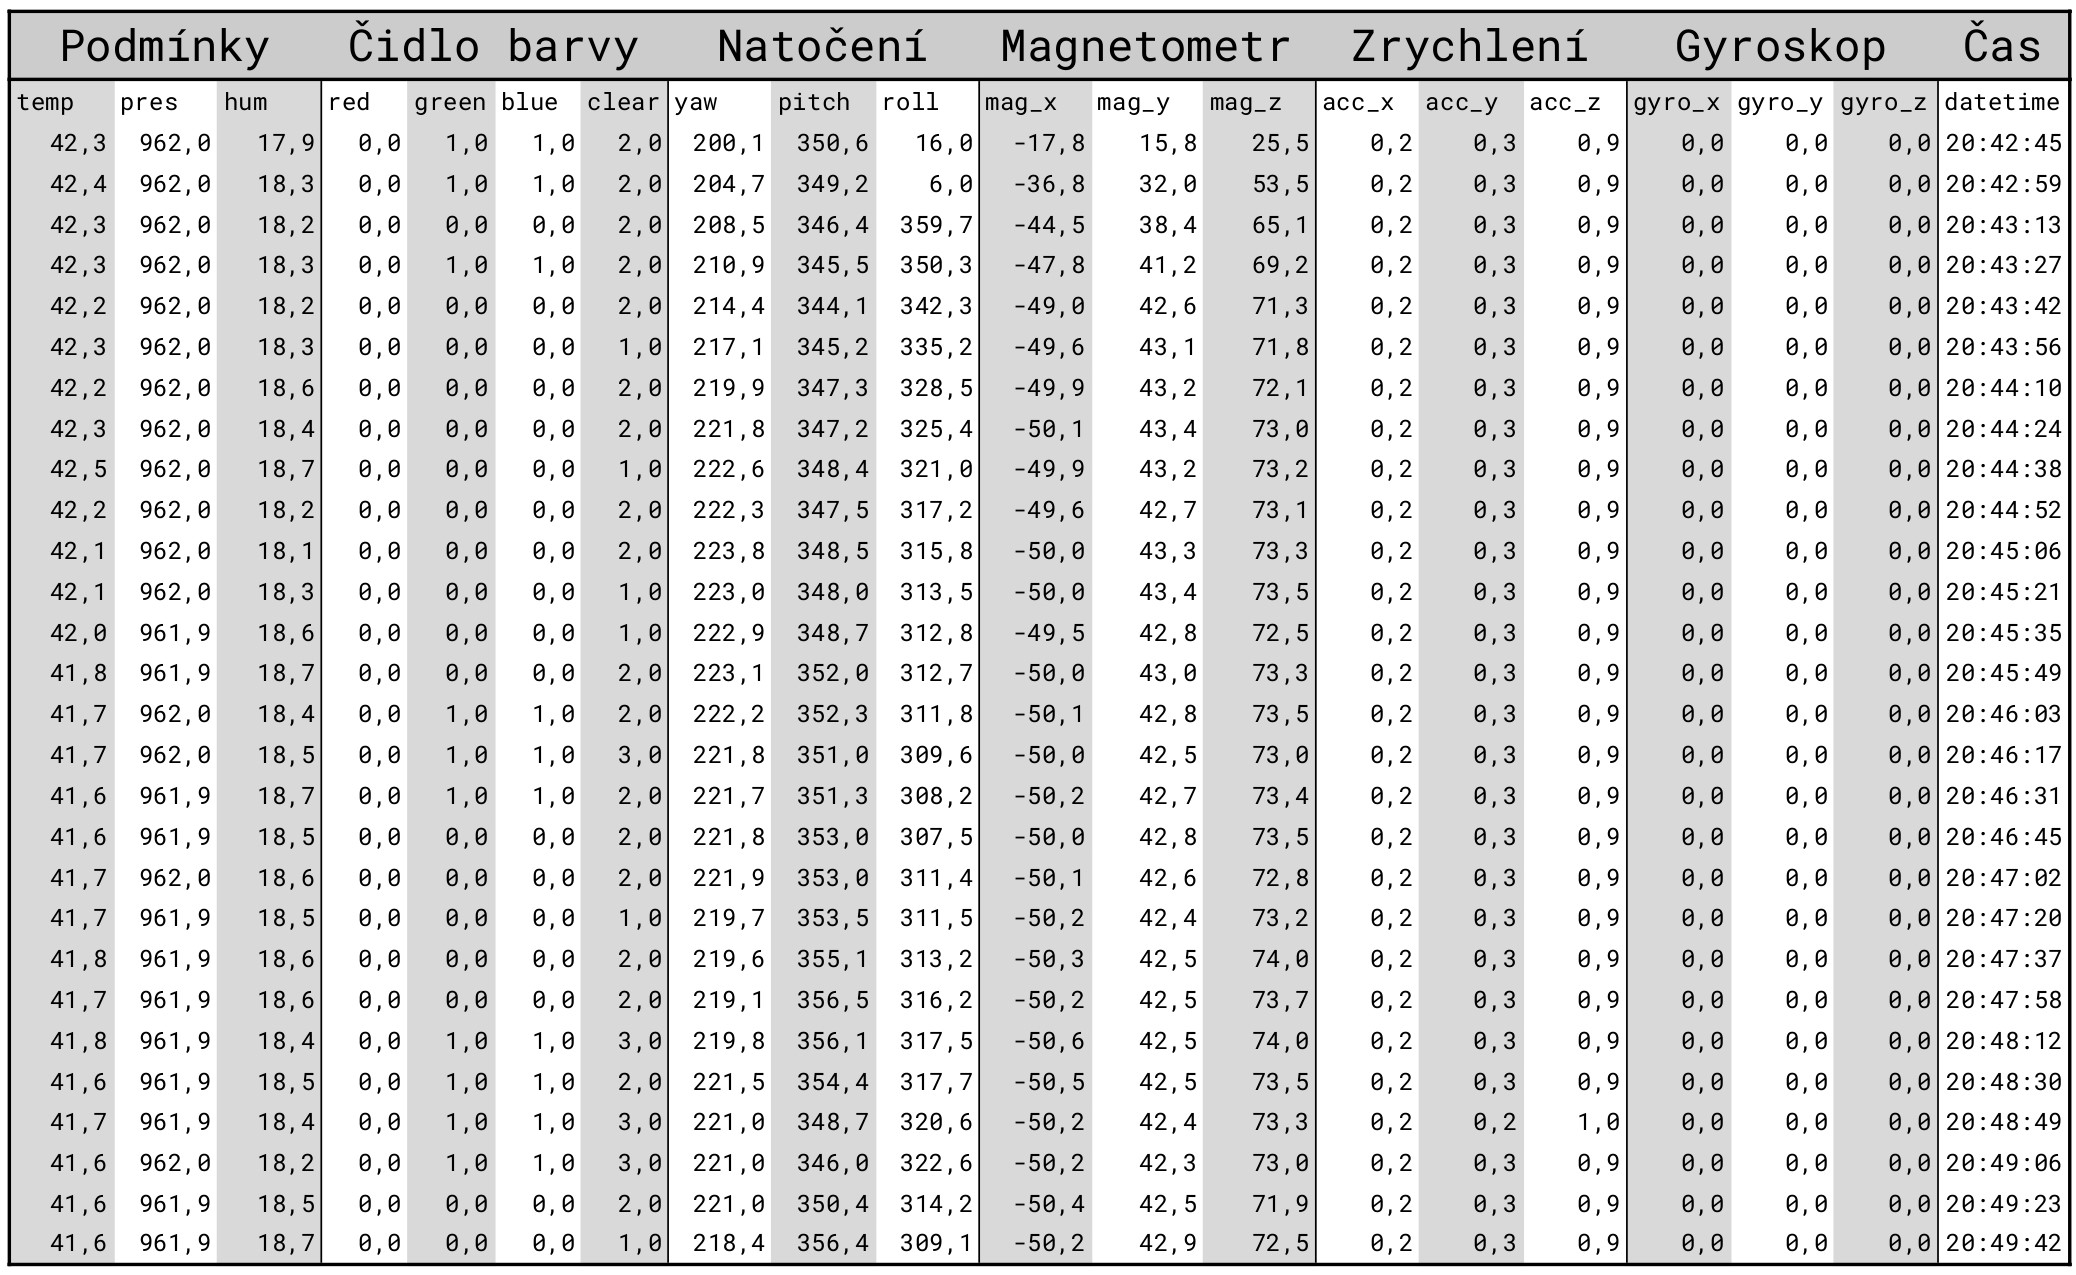 Podmínky Čidlo barvy Natočení Magnetometr Zrychlení Gyroskop Čas
temp pres hum red green blue clear yaw pitch roll mag_x mag_y mag_z acc_x acc_y acc_z gyro_x gyro_y gyro_z datetime
42,3 962,0 17,9 0,0 1,0 1,0 2,0 200,1 350,6 16,0 -17,8 15,8 25,5 0,2 0,3 0,9 0,0 0,0 0,0 20:42:45
42,4 962,0 18,3 0,0 1,0 1,0 2,0 204,7 349,2 6,0 -36,8 32,0 53,5 0,2 0,3 0,9 0,0 0,0 0,0 20:42:59
42,3 962,0 18,2 0,0 0,0 0,0 2,0 208,5 346,4 359,7 -44,5 38,4 65,1 0,2 0,3 0,9 0,0 0,0 0,0 20:43:13
42,3 962,0 18,3 0,0 1,0 1,0 2,0 210,9 345,5 350,3 -47,8 41,2 69,2 0,2 0,3 0,9 0,0 0,0 0,0 20:43:27
42,2 962,0 18,2 0,0 0,0 0,0 2,0 214,4 344,1 342,3 -49,0 42,6 71,3 0,2 0,3 0,9 0,0 0,0 0,0 20:43:42
42,3 962,0 18,3 0,0 0,0 0,0 1,0 217,1 345,2 335,2 -49,6 43,1 71,8 0,2 0,3 0,9 0,0 0,0 0,0 20:43:56
42,2 962,0 18,6 0,0 0,0 0,0 2,0 219,9 347,3 328,5 -49,9 43,2 72,1 0,2 0,3 0,9 0,0 0,0 0,0 20:44:10
42,3 962,0 18,4 0,0 0,0 0,0 2,0 221,8 347,2 325,4 -50,1 43,4 73,0 0,2 0,3 0,9 0,0 0,0 0,0 20:44:24
42,5 962,0 18,7 0,0 0,0 0,0 1,0 222,6 348,4 321,0 -49,9 43,2 73,2 0,2 0,3 0,9 0,0 0,0 0,0 20:44:38
42,2 962,0 18,2 0,0 0,0 0,0 2,0 222,3 347,5 317,2 -49,6 42,7 73,1 0,2 0,3 0,9 0,0 0,0 0,0 20:44:52
42,1 962,0 18,1 0,0 0,0 0,0 2,0 223,8 348,5 315,8 -50,0 43,3 73,3 0,2 0,3 0,9 0,0 0,0 0,0 20:45:06
42,1 962,0 18,3 0,0 0,0 0,0 1,0 223,0 348,0 313,5 -50,0 43,4 73,5 0,2 0,3 0,9 0,0 0,0 0,0 20:45:21
42,0 961,9 18,6 0,0 0,0 0,0 1,0 222,9 348,7 312,8 -49,5 42,8 72,5 0,2 0,3 0,9 0,0 0,0 0,0 20:45:35
41,8 961,9 18,7 0,0 0,0 0,0 2,0 223,1 352,0 312,7 -50,0 43,0 73,3 0,2 0,3 0,9 0,0 0,0 0,0 20:45:49
41,7 962,0 18,4 0,0 1,0 1,0 2,0 222,2 352,3 311,8 -50,1 42,8 73,5 0,2 0,3 0,9 0,0 0,0 0,0 20:46:03
41,7 962,0 18,5 0,0 1,0 1,0 3,0 221,8 351,0 309,6 -50,0 42,5 73,0 0,2 0,3 0,9 0,0 0,0 0,0 20:46:17
41,6 961,9 18,7 0,0 1,0 1,0 2,0 221,7 351,3 308,2 -50,2 42,7 73,4 0,2 0,3 0,9 0,0 0,0 0,0 20:46:31
41,6 961,9 18,5 0,0 0,0 0,0 2,0 221,8 353,0 307,5 -50,0 42,8 73,5 0,2 0,3 0,9 0,0 0,0 0,0 20:46:45
41,7 962,0 18,6 0,0 0,0 0,0 2,0 221,9 353,0 311,4 -50,1 42,6 72,8 0,2 0,3 0,9 0,0 0,0 0,0 20:47:02
41,7 961,9 18,5 0,0 0,0 0,0 1,0 219,7 353,5 311,5 -50,2 42,4 73,2 0,2 0,3 0,9 0,0 0,0 0,0 20:47:20
41,8 961,9 18,6 0,0 0,0 0,0 2,0 219,6 355,1 313,2 -50,3 42,5 74,0 0,2 0,3 0,9 0,0 0,0 0,0 20:47:37
41,7 961,9 18,6 0,0 0,0 0,0 2,0 219,1 356,5 316,2 -50,2 42,5 73,7 0,2 0,3 0,9 0,0 0,0 0,0 20:47:58
41,8 961,9 18,4 0,0 1,0 1,0 3,0 219,8 356,1 317,5 -50,6 42,5 74,0 0,2 0,3 0,9 0,0 0,0 0,0 20:48:12
41,6 961,9 18,5 0,0 1,0 1,0 2,0 221,5 354,4 317,7 -50,5 42,5 73,5 0,2 0,3 0,9 0,0 0,0 0,0 20:48:30
41,7 961,9 18,4 0,0 1,0 1,0 3,0 221,0 348,7 320,6 -50,2 42,4 73,3 0,2 0,2 1,0 0,0 0,0 0,0 20:48:49
41,6 962,0 18,2 0,0 1,0 1,0 3,0 221,0 346,0 322,6 -50,2 42,3 73,0 0,2 0,3 0,9 0,0 0,0 0,0 20:49:06
41,6 961,9 18,5 0,0 0,0 0,0 2,0 221,0 350,4 314,2 -50,4 42,5 71,9 0,2 0,3 0,9 0,0 0,0 0,0 20:49:23
41,6 961,9 18,7 0,0 0,0 0,0 1,0 218,4 356,4 309,1 -50,2 42,9 72,5 0,2 0,3 0,9 0,0 0,0 0,0 20:49:42